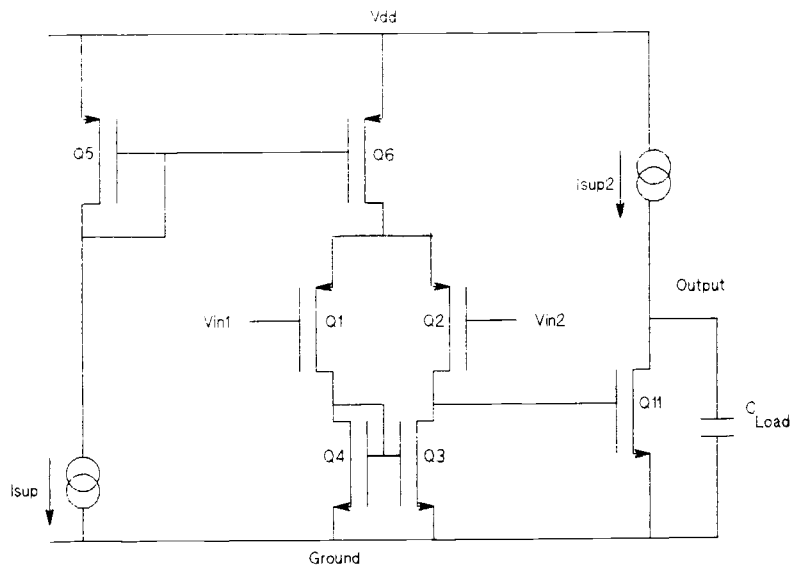 Vdd
Q5
Q6
isup2
Output
Vin1
Q1
Q2
Vin2
Q11
C
Load
Q4
Q3
Isup
Ground